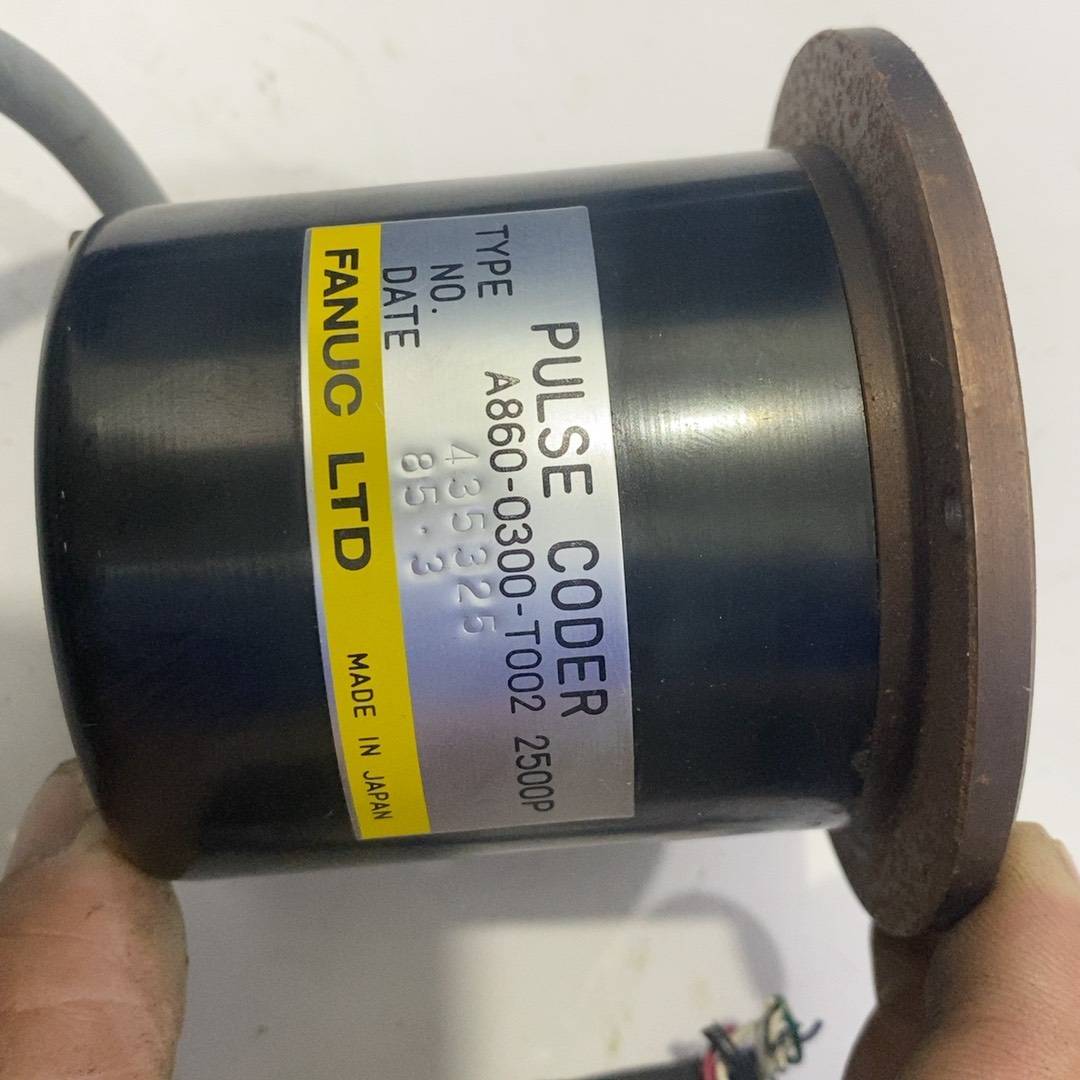 PULSE CODER
TYPE A860-0300-T002 2500P
NO. 435325
DATE 85.3
FANUC LTD MADE IN JAPAN